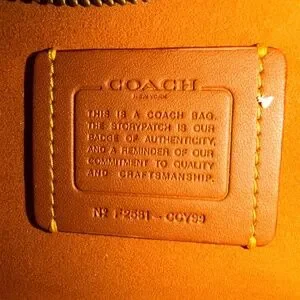 COACH
NEW YORK
THIS IS A COACH BAG.
THE STORYPATCH IS OUR
BADGE OF AUTHENTICITY,
AND A REMINDER OF OUR
COMMITMENT TO QUALITY
AND CRAFTSMANSHIP.
Nº F2581 - CCY99